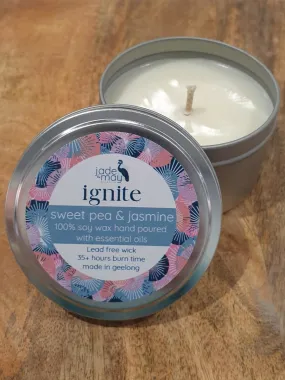 jade
may
ignite
sweet pea & jasmine
100% soy wax hand poured
with essential oils
Lead free wick
35+ hours burn time
made in geelong